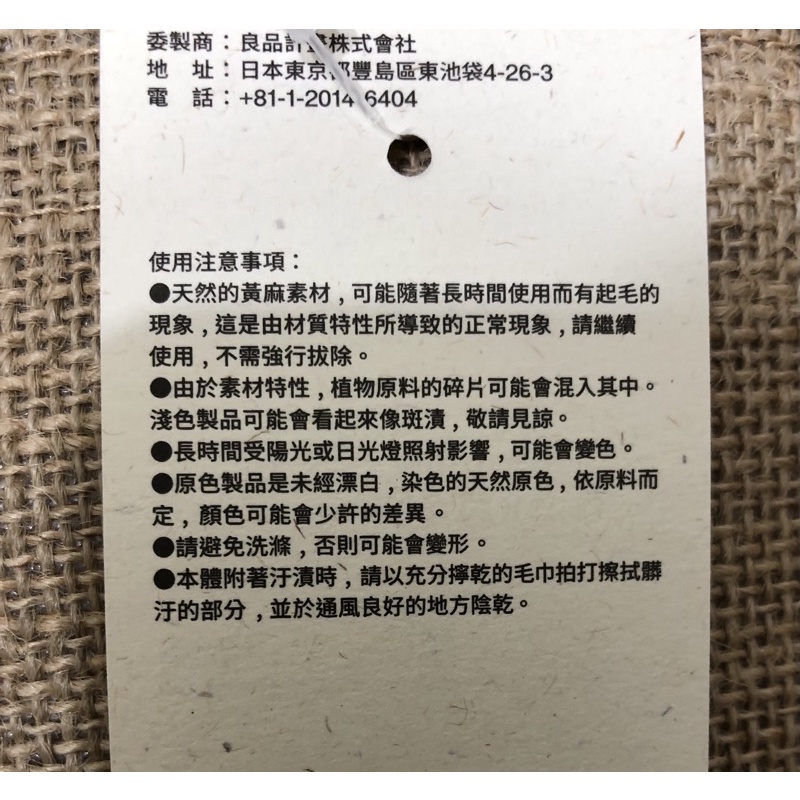 委製商：良品計畫株式會社
地　址：日本東京都豐島區東池袋4-26-3
電　話：+81-1-2014-6404
使用注意事項：
●天然的黃麻素材，可能隨著長時間使用而有起毛的
現象，這是由材質特性所導致的正常現象，請繼續
使用，不需強行拔除。
●由於素材特性，植物原料的碎片可能會混入其中。
淺色製品可能會看起來像斑漬，敬請見諒。
●長時間受陽光或日光燈照射影響，可能會變色。
●原色製品是未經漂白，染色的天然原色，依原料而
定，顏色可能會少許的差異。
●請避免洗滌，否則可能會變形。
●本體附著汙漬時，請以充分擰乾的毛巾拍打擦拭髒
汙的部分，並於通風良好的地方陰乾。